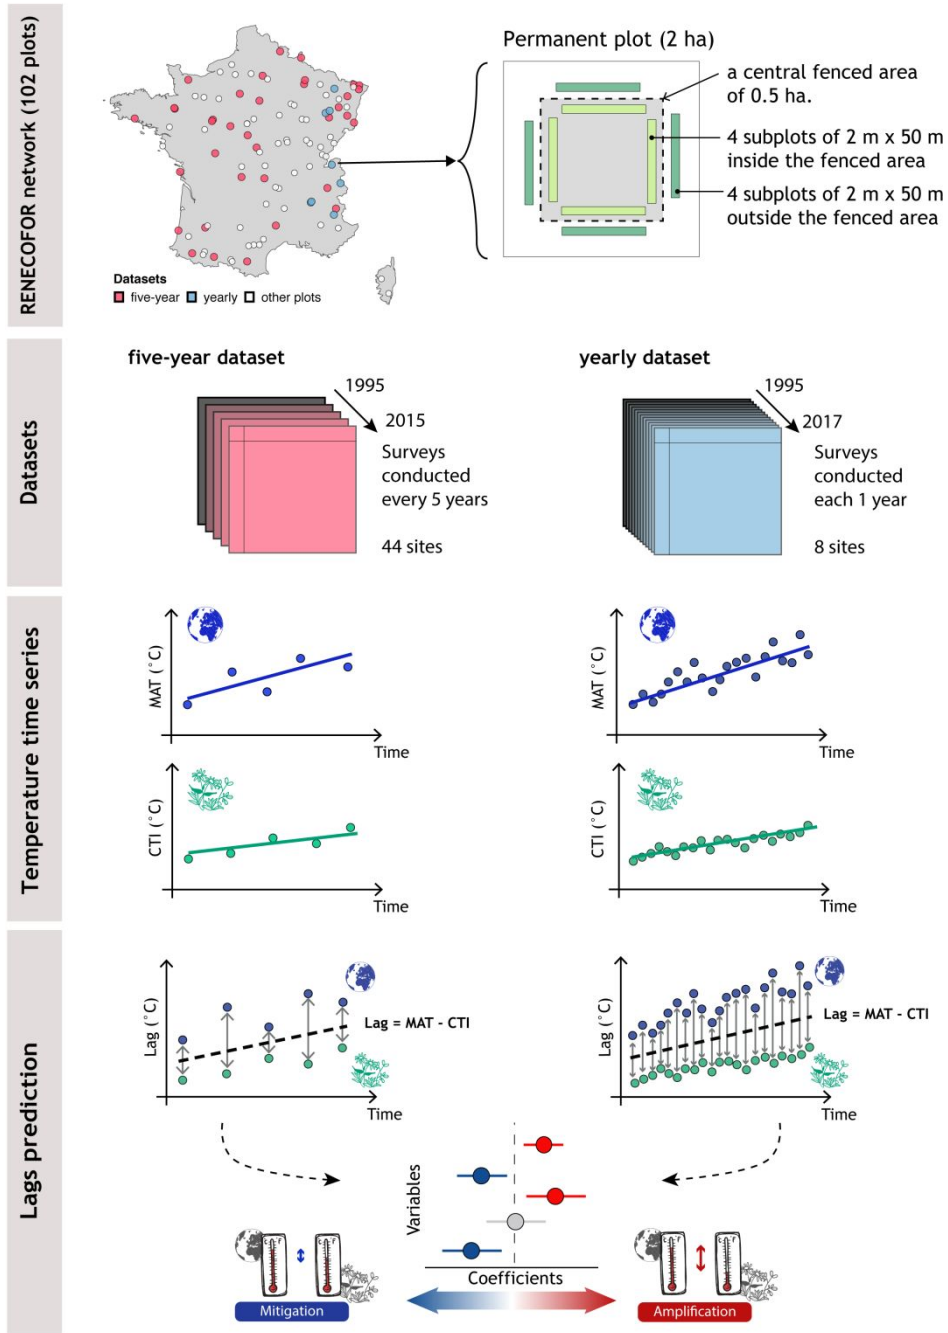 RENECOFOR network (102 plots)
Datasets
five-year
yearly
other plots
Permanent plot (2 ha)
a central fenced area
of 0.5 ha.
4 subplots of 2 m x 50 m
inside the fenced area
4 subplots of 2 m x 50 m
outside the fenced area
Datasets
five-year dataset
1995
2015
Surveys
conducted
every 5 years
44 sites
yearly dataset
1995
2017
Surveys
conducted
each 1 year
8 sites
Temperature time series
MAT (°C)
Time
MAT (°C)
Time
CTI (°C)
Time
CTI (°C)
Time
Lags prediction
Lag (°C)
Lag = MAT - CTI
Time
Lag (°C)
Lag = MAT - CTI
Time
Variables
Coefficients
Mitigation
Amplification